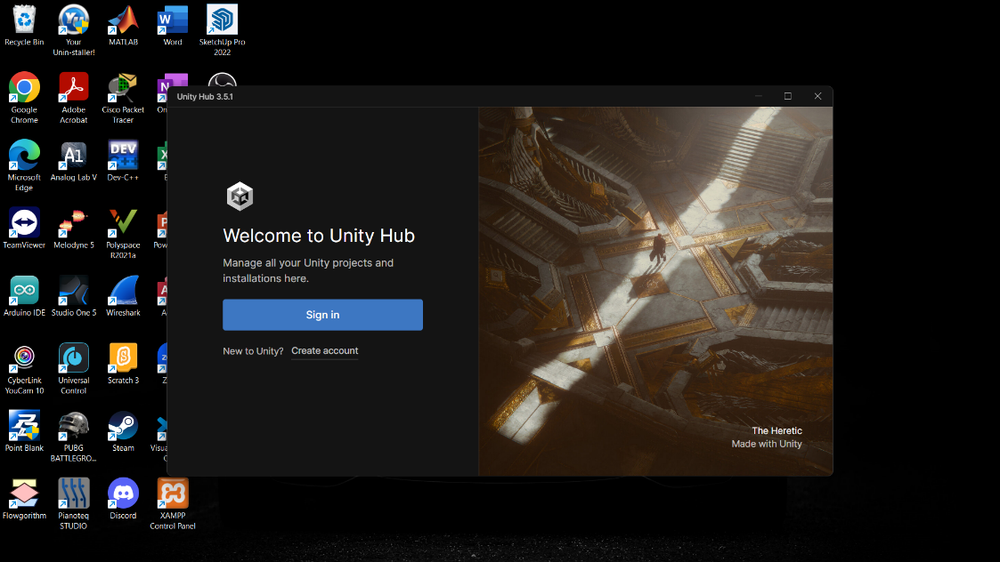 Recycle Bin
Your
Unin-staller!
MATLAB
Word
SketchUp Pro
2022
Google
Chrome
Adobe
Acrobat
Cisco Packet
Tracer
Microsoft
Edge
Analog Lab V
Dev-C++
TeamViewer
Melodyne 5
Polyspace
R2021a
Arduino IDE
Studio One 5
Wireshark
CyberLink
YouCam 10
Universal
Control
Scratch 3
Point Blank
PUBG
BATTLEGRO...
Steam
Flowgorithm
Pianoteq
STUDIO
Discord
XAMPP
Control Panel
Unity Hub 3.5.1
Welcome to Unity Hub
Manage all your Unity projects and
installations here.
Sign in
New to Unity? Create account
The Heretic
Made with Unity